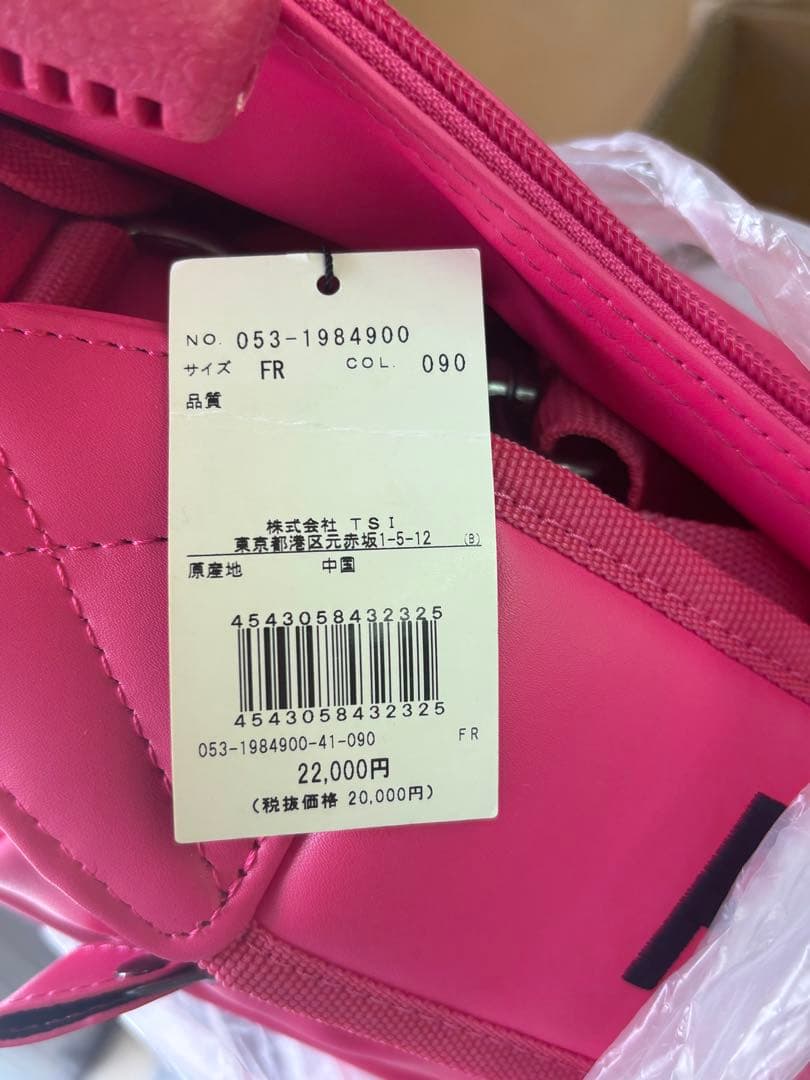 NO. 053-1984900
サイズ FR COL. 090
品質
株式会社 TSI
東京都港区元赤坂1-5-12 (B)
原産地 中国
4543058432325
4543058432325
053-1984900-41-090 FR
22,000円
(税抜価格 20,000円)